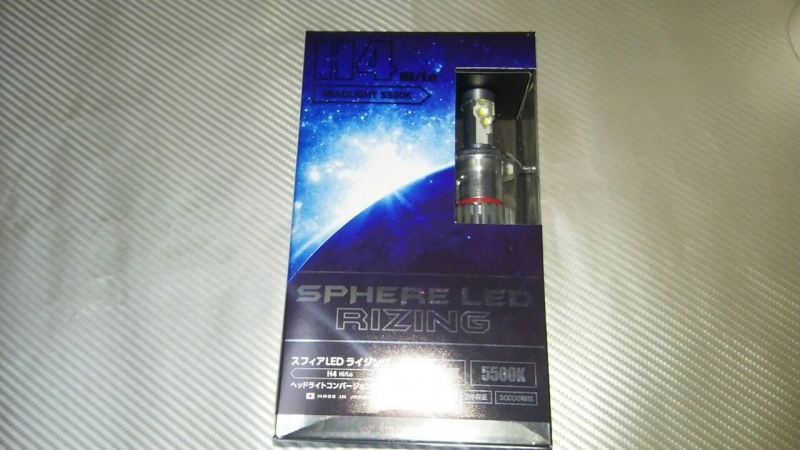 H4 Hi/Lo
HEADLIGHT 5500K
SPHERE LED
RIZING
スフィアLED ライジング
H4 Hi/Lo
5500K
ヘッドライトコンバージョン
MADE IN JAPAN
30000時間